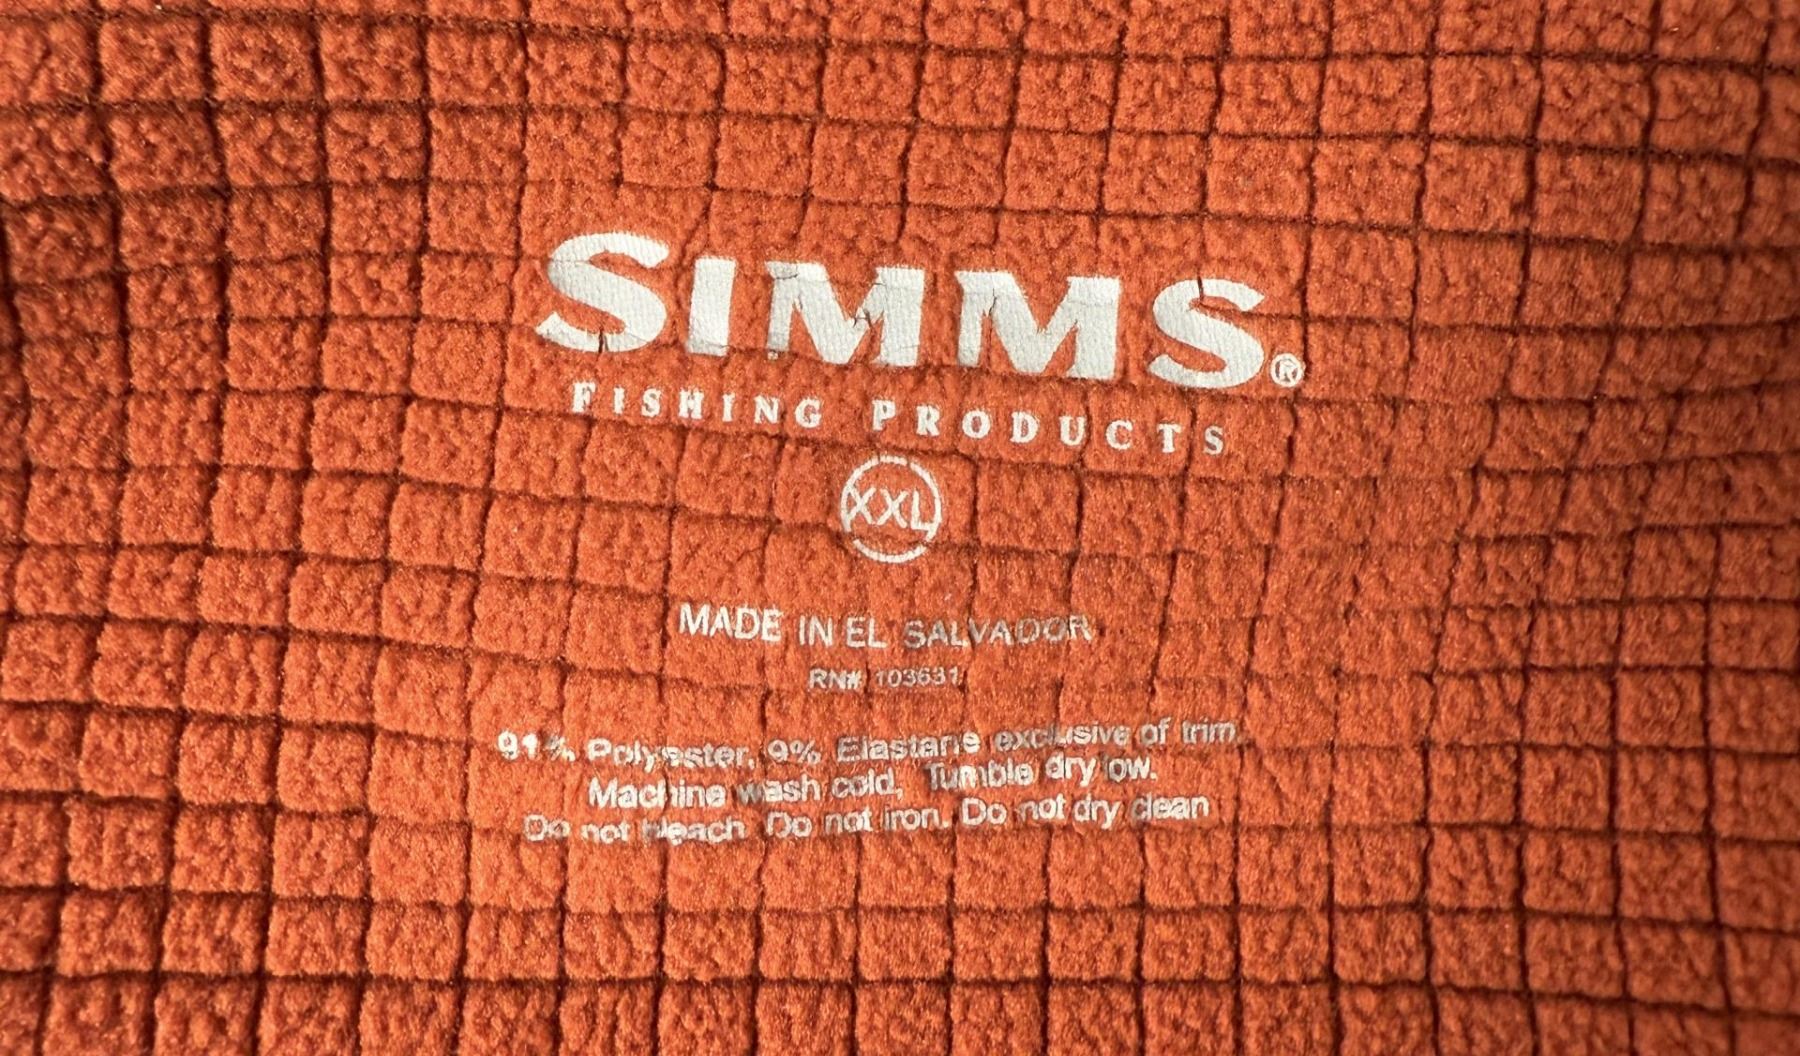 SIMMS®
FISHING PRODUCTS
XXL
MADE IN EL SALVADOR
RN# 103631
91% Polyester, 9% Elastane exclusive of trim.
Machine wash cold, Tumble dry low.
Do not bleach Do not iron. Do not dry clean